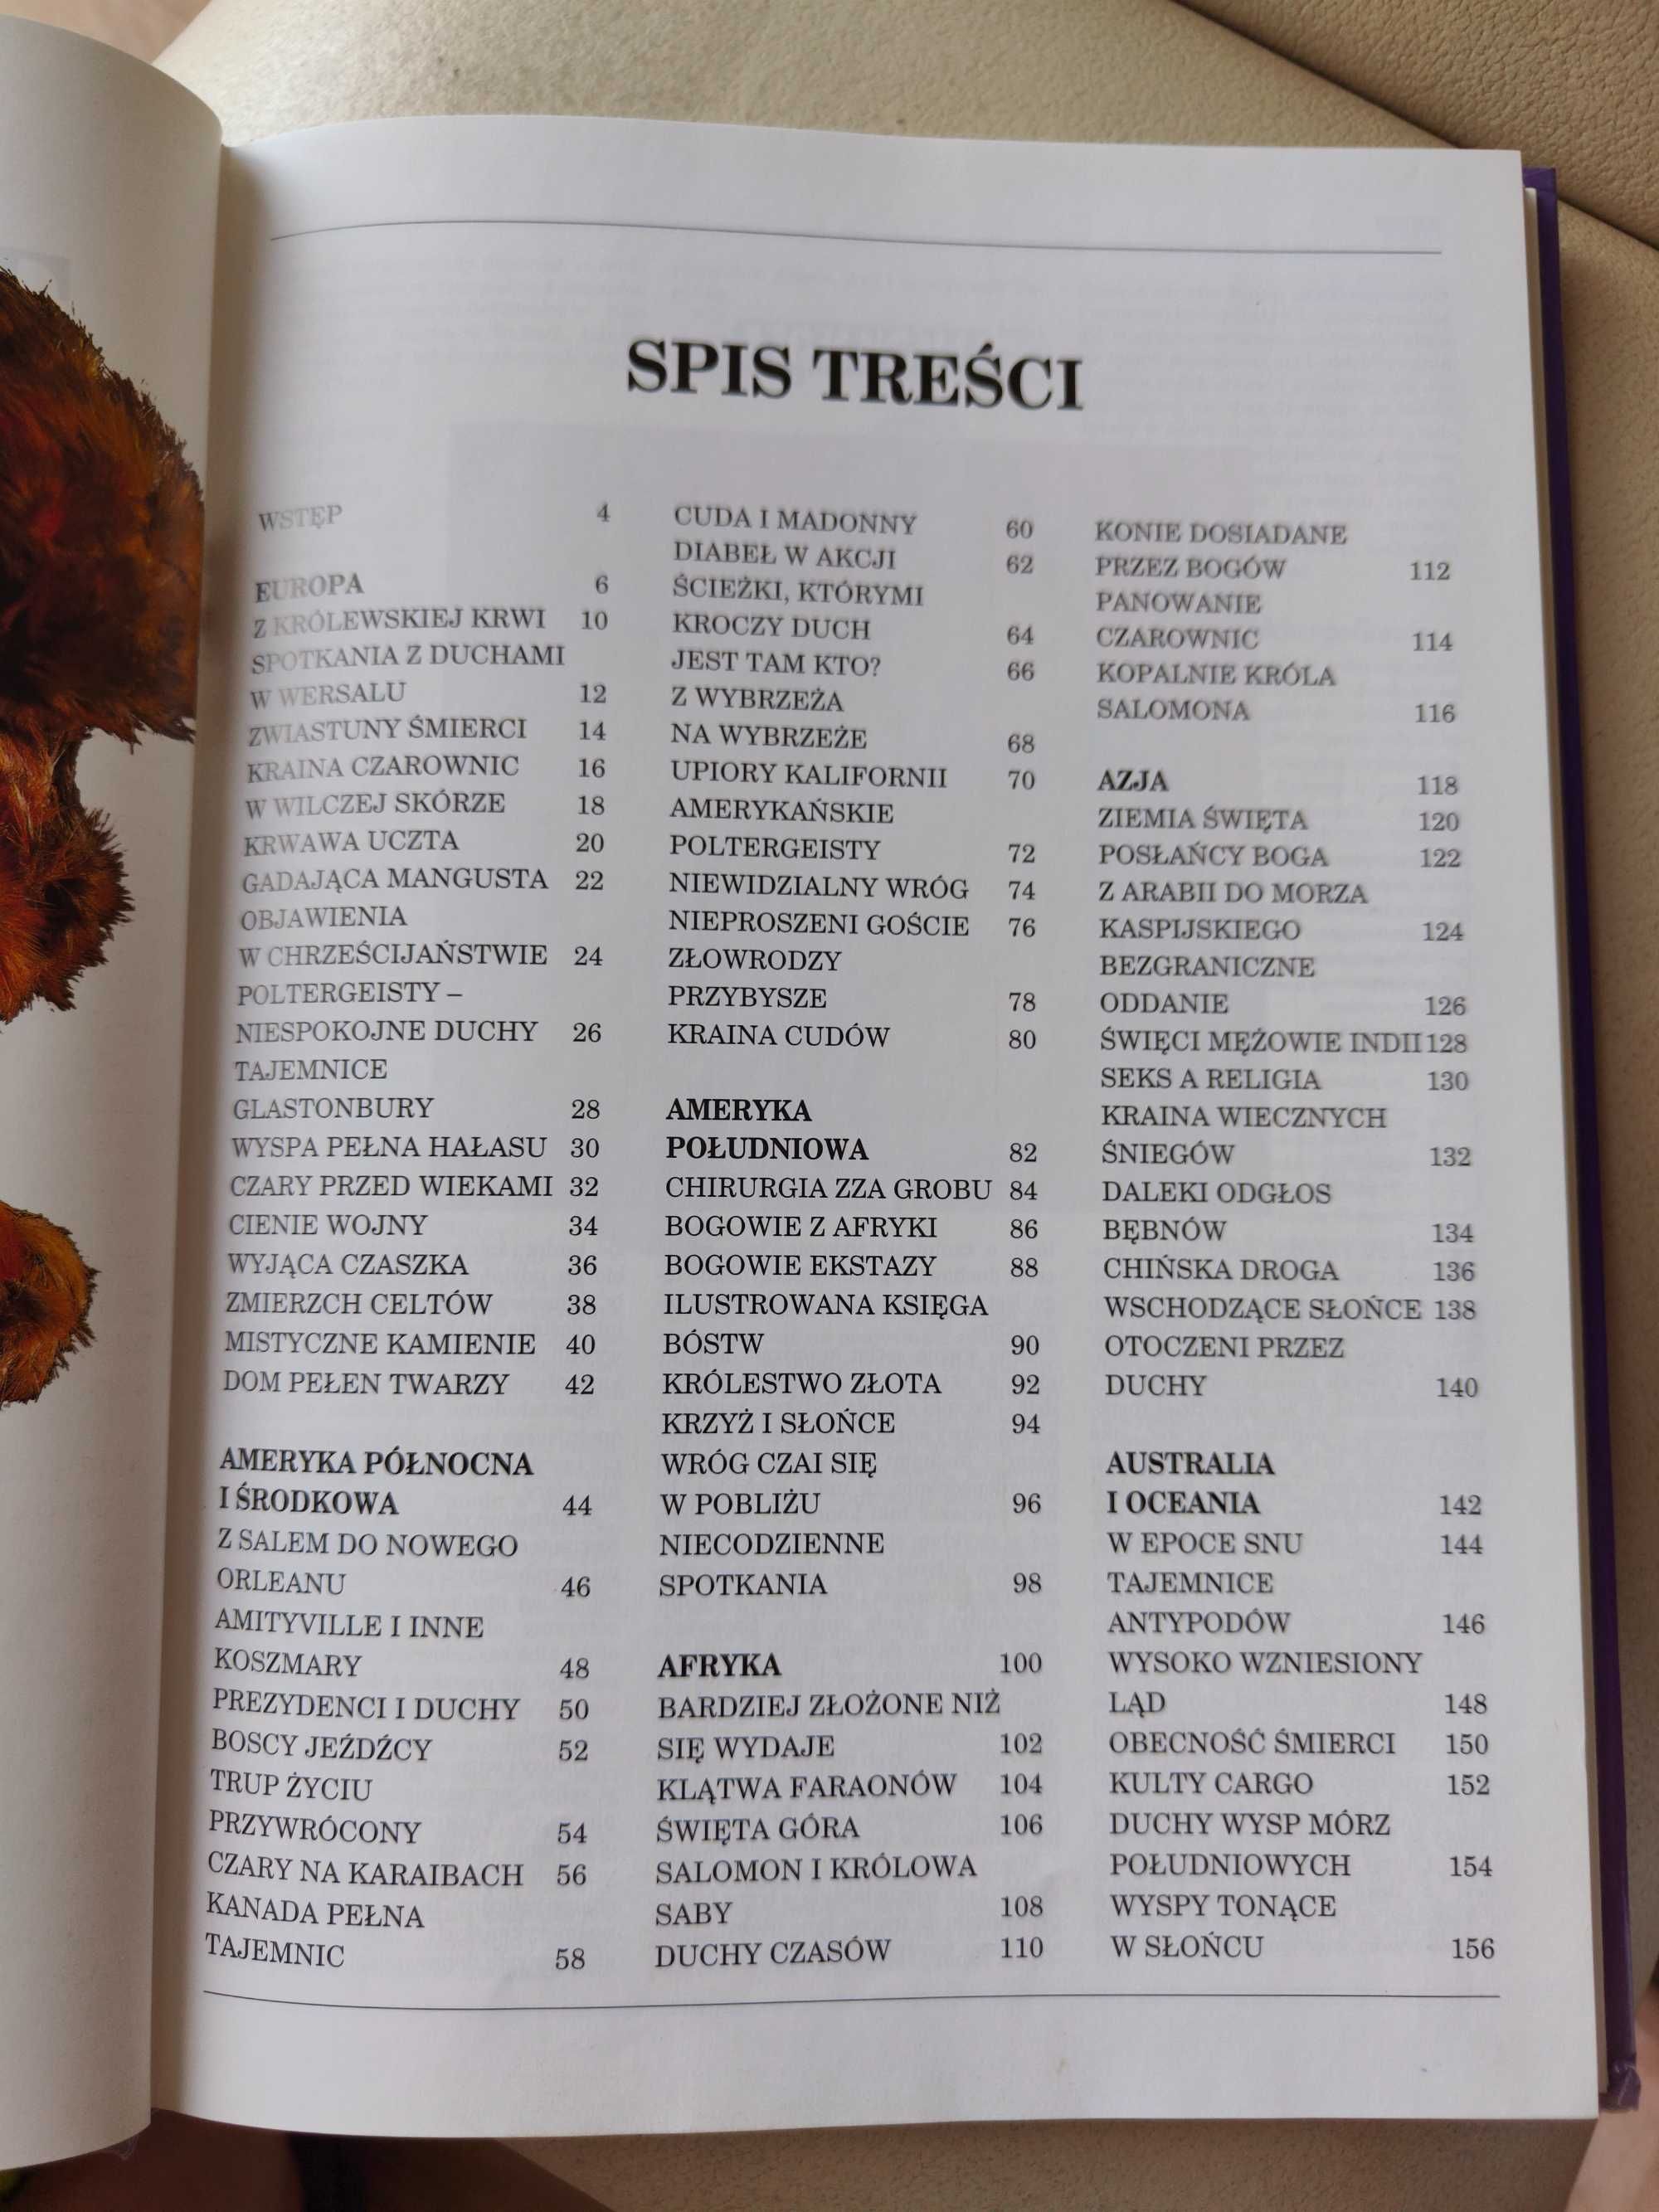 SPIS TREŚCI
WSTĘP 4
EUROPA 6
Z KRÓLEWSKIEJ KRWI 10
SPOTKANIA Z DUCHAMI
W WERSALU 12
ZWIASTUNY ŚMIERCI 14
KRAINA CZAROWNIC 16
W WILCZEJ SKÓRZE 18
KRWAWA UCZTA 20
GADAJĄCA MANGUSTA 22
OBJAWIENIA
W CHRZEŚCIJAŃSTWIE 24
POLTERGEISTY –
NIESPOKOJNE DUCHY 26
TAJEMNICE
GLASTONBURY 28
WYSPA PEŁNA HAŁASU 30
CZARY PRZED WIEKAMI 32
CIENIE WOJNY 34
WYJĄCA CZASZKA 36
ZMIERZCH CELTÓW 38
MISTYCZNE KAMIENIE 40
DOM PEŁEN TWARZY 42
AMERYKA PÓŁNOCNA
I ŚRODKOWA 44
Z SALEM DO NOWEGO
ORLEANU 46
AMITYVILLE I INNE
KOSZMARY 48
PREZYDENCI I DUCHY 50
BOSCY JEŹDŹCY 52
TRUP ŻYCIU
PRZYWRÓCONY 54
CZARY NA KARAIBACH 56
KANADA PEŁNA
TAJEMNIC 58
CUDA I MADONNY 60
DIABEŁ W AKCJI 62
ŚCIEŻKI, KTÓRYMI
KROCZY DUCH 64
JEST TAM KTO? 66
Z WYBRZEŻA
NA WYBRZEŻE 68
UPIORY KALIFORNII 70
AMERYKAŃSKIE
POLTERGEISTY 72
NIEWIDZIALNY WRÓG 74
NIEPROSZENI GOŚCIE 76
ZŁOWRODZY
PRZYBYSZE 78
KRAINA CUDÓW 80
AMERYKA
POŁUDNIOWA 82
CHIRURGIA ZZA GROBU 84
BOGOWIE Z AFRYKI 86
BOGOWIE EKSTAZY 88
ILUSTROWANA KSIĘGA
BÓSTW 90
KRÓLESTWO ZŁOTA 92
KRZYŻ I SŁOŃCE 94
WRÓG CZAI SIĘ
W POBLIŻU 96
NIECODZIENNE
SPOTKANIA 98
AFRYKA 100
BARDZIEJ ZŁOŻONE NIŻ
SIĘ WYDAJE 102
KLĄTWA FARAONÓW 104
ŚWIĘTA GÓRA 106
SALOMON I KRÓLOWA
SABY 108
DUCHY CZASÓW 110
KONIE DOSIADANE
PRZEZ BOGÓW 112
PANOWANIE
CZAROWNIC 114
KOPALNIE KRÓLA
SALOMONA 116
AZJA 118
ZIEMIA ŚWIĘTA 120
POSŁAŃCY BOGA 122
Z ARABII DO MORZA
KASPIJSKIEGO 124
BEZGRANICZNE
ODDANIE 126
ŚWIĘCI MĘŻOWIE INDII 128
SEKS A RELIGIA 130
KRAINA WIECZNYCH
ŚNIEGÓW 132
DALEKI ODGŁOS
BĘBNÓW 134
CHIŃSKA DROGA 136
WSCHODZĄCE SŁOŃCE 138
OTOCZENI PRZEZ
DUCHY 140
AUSTRALIA
I OCEANIA 142
W EPOCE SNU 144
TAJEMNICE
ANTYPODÓW 146
WYSOKO WZNIESIONY
LĄD 148
OBECNOŚĆ ŚMIERCI 150
KULTY CARGO 152
DUCHY WYSP MÓRZ
POŁUDNIOWYCH 154
WYSPY TONĄCE
W SŁOŃCU 156